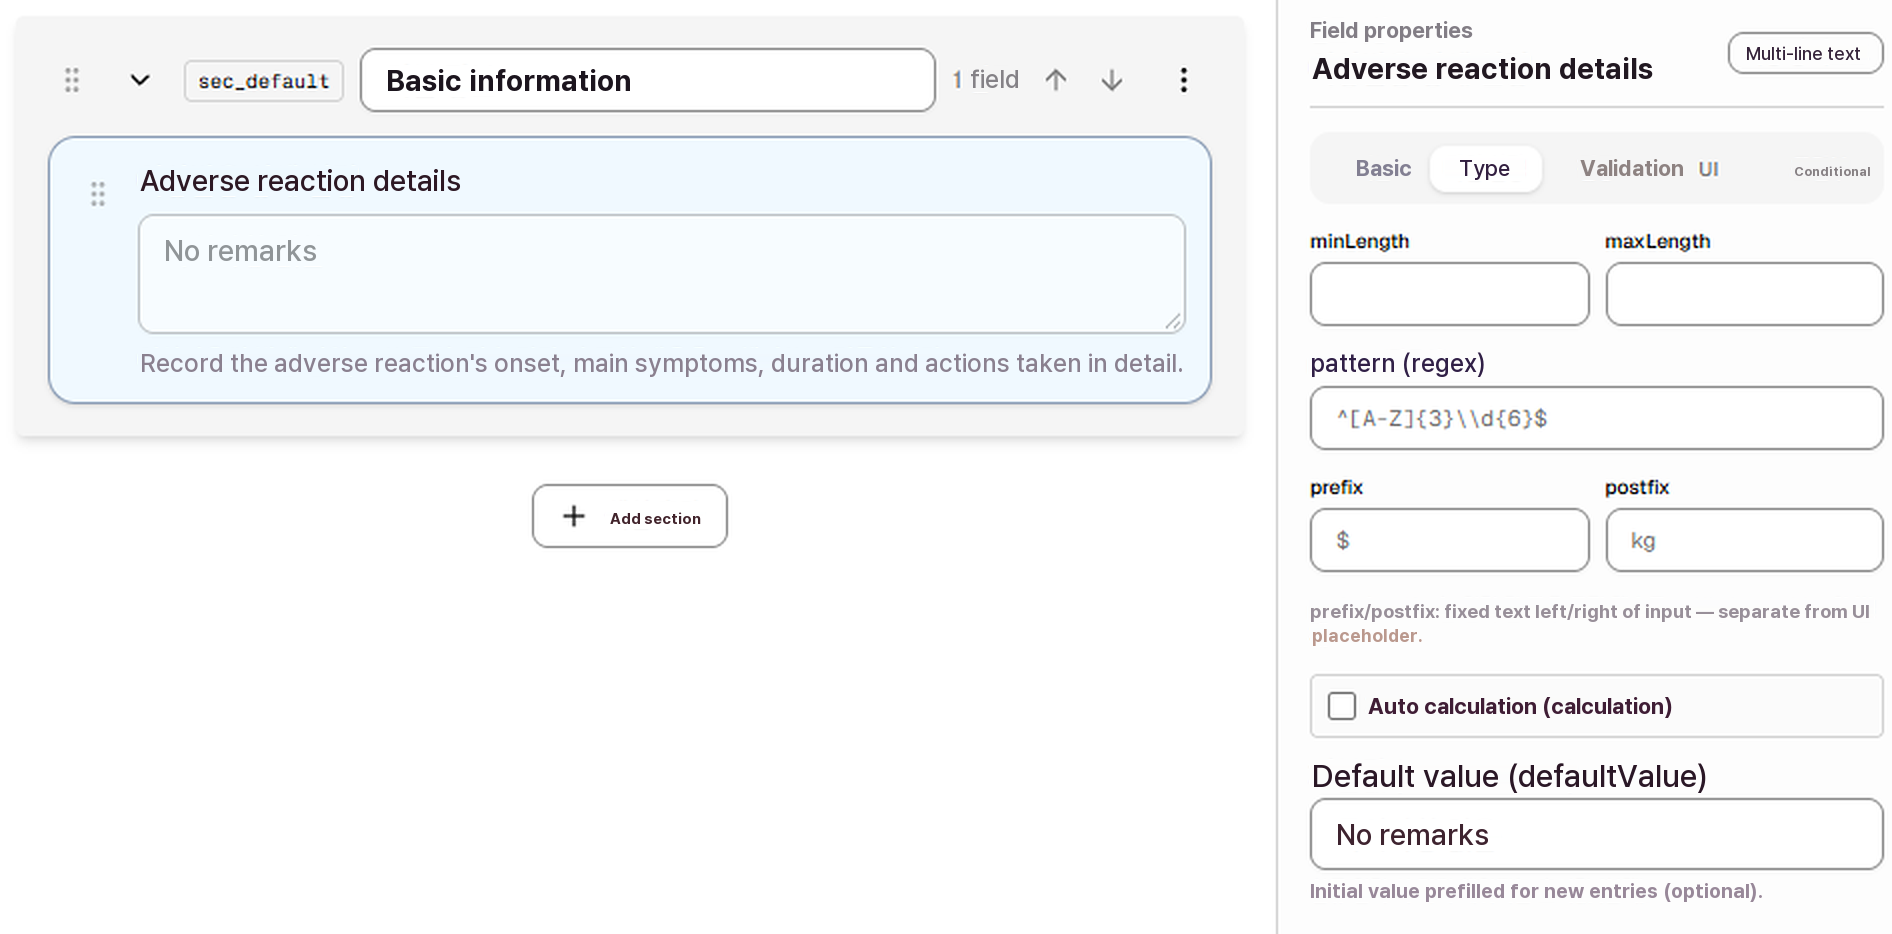 sec_default
Basic information
1 field
Adverse reaction details
No remarks
Record the adverse reaction's onset, main symptoms, duration and actions taken in detail.
Add section
Field properties
Adverse reaction details
Multi-line text
Basic
Type
Validation
UI
Conditional
minLength
maxLength
pattern (regex)
^[A-Z]{3}\\d{6}$
prefix
postfix
$
kg
prefix/postfix: fixed text left/right of input — separate from UI
placeholder.
Auto calculation (calculation)
Default value (defaultValue)
No remarks
Initial value prefilled for new entries (optional).